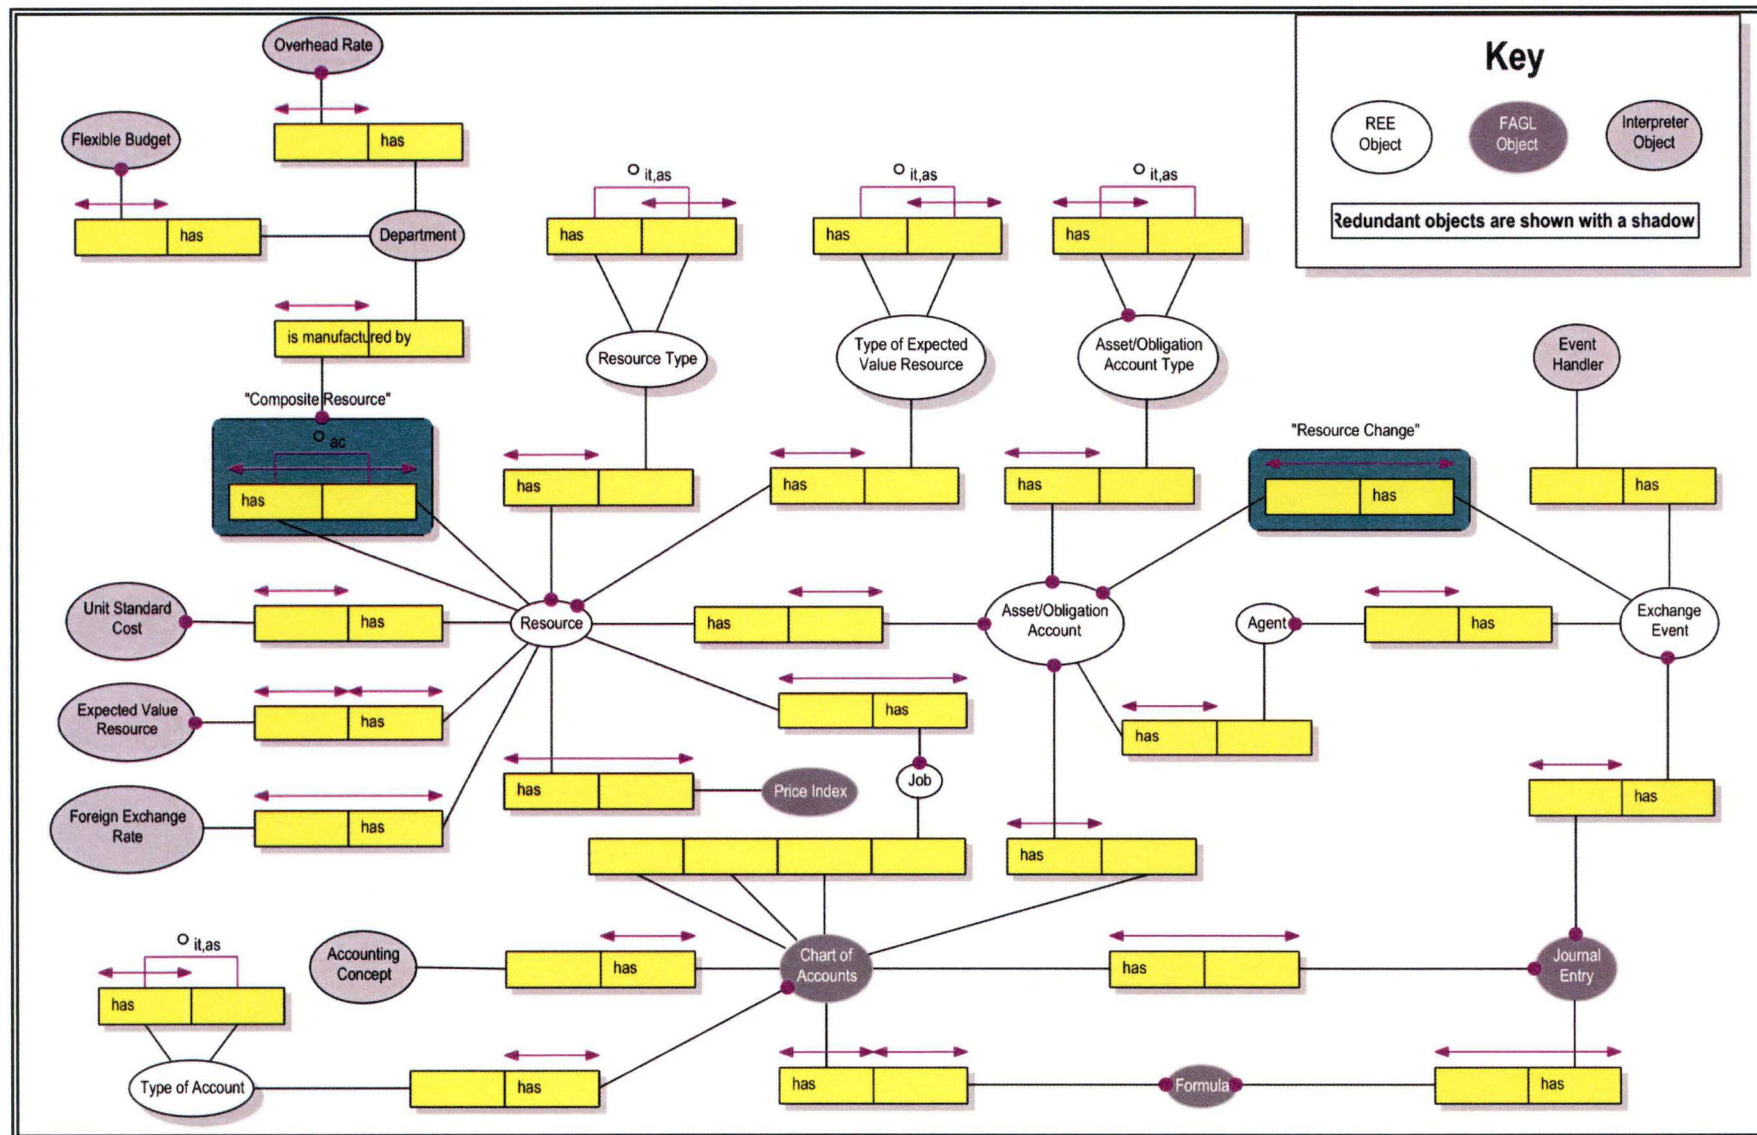 Overhead Rate
Key
REE
Object
FAGL
Object
Interpreter
Object
Redundant objects are shown with a shadow
has
Flexible Budget
has
Department
is manufactured by
it,as
has
it,as
has
it,as
has
Resource Type
Type of Expected
Value Resource
Asset/Obligation
Account Type
Event
Handler
"Composite Resource"
ac
has
has
has
has
"Resource Change"
has
has
Unit Standard
Cost
has
Resource
has
Asset/Obligation
Account
Agent
has
Exchange
Event
Expected Value
Resource
has
has
has
Foreign Exchange
Rate
has
has
Price Index
Job
has
has
it,as
has
Accounting
Concept
has
Chart of
Accounts
has
Journal
Entry
Type of Account
has
has
Formula
has